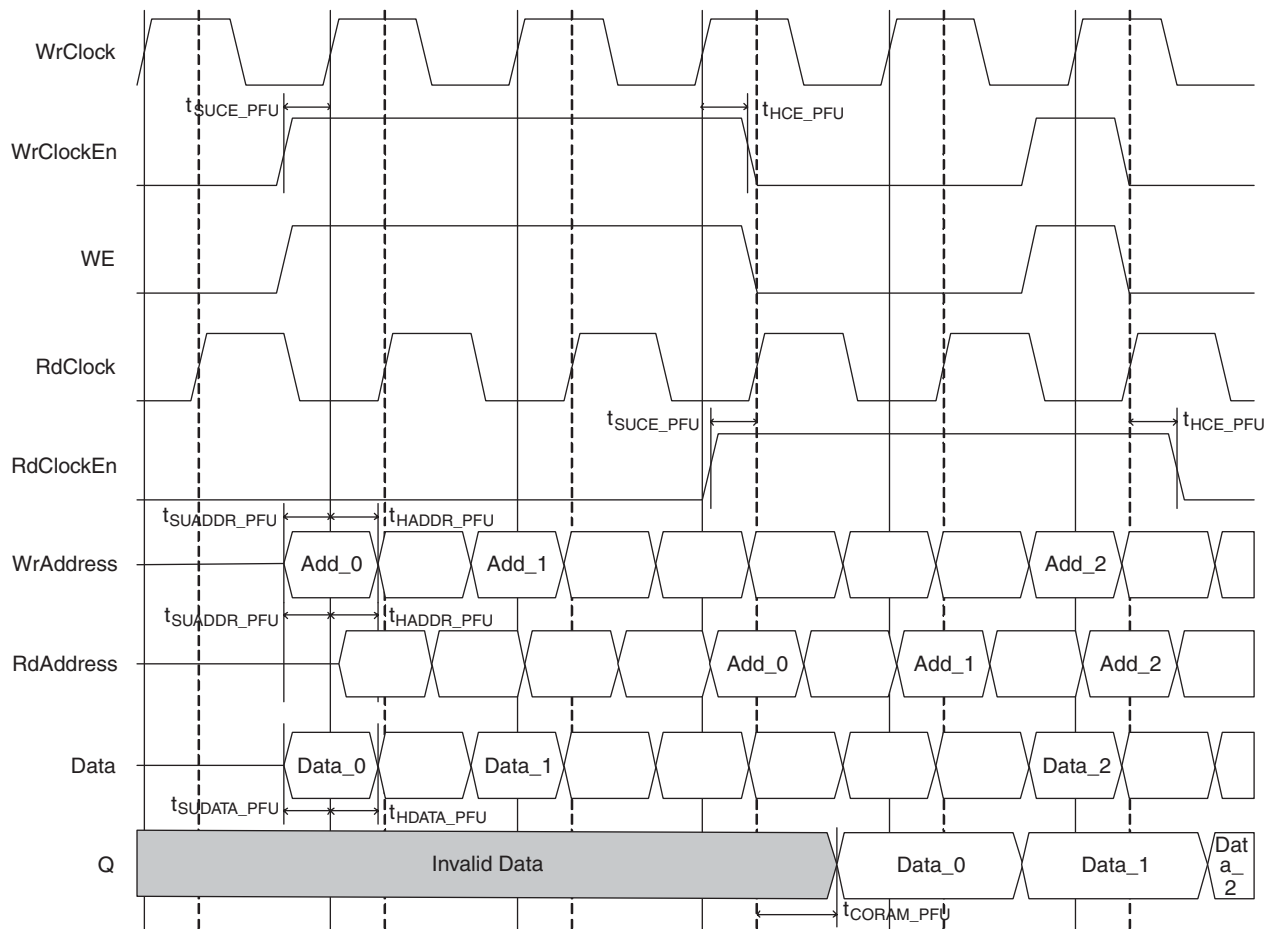 WrClock
tSUCE_PFU
tHCE_PFU
WrClockEn
WE
RdClock
tSUCE_PFU
tHCE_PFU
RdClockEn
tSUADDR_PFU
tHADDR_PFU
WrAddress
Add_0
Add_1
Add_2
tSUADDR_PFU
tHADDR_PFU
RdAddress
Add_0
Add_1
Add_2
Data
Data_0
Data_1
Data_2
tSUDATA_PFU
tHDATA_PFU
Q
Invalid Data
Data_0
Data_1
Dat
a_
2
tCORAM_PFU